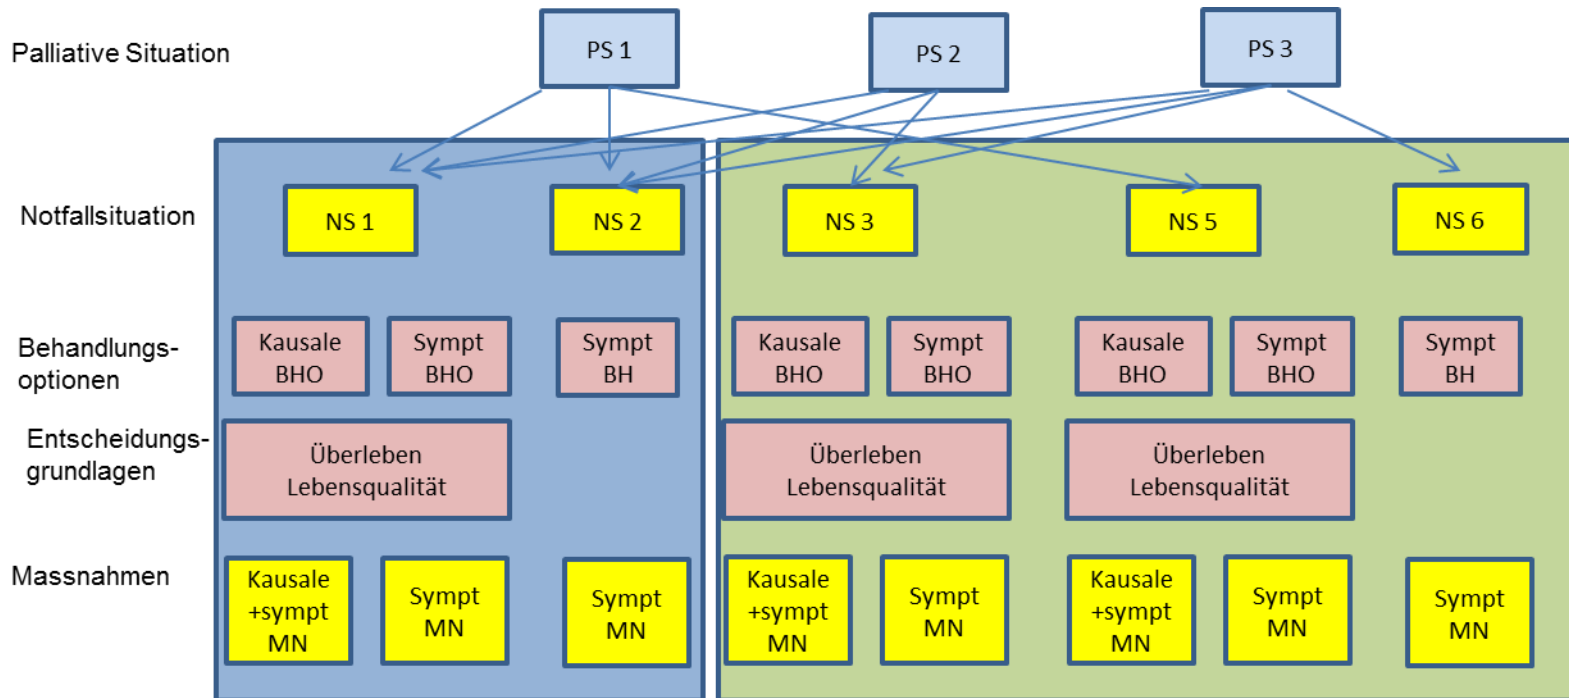 Palliative Situation
PS 1
PS 2
PS 3
Notfallsituation
NS 1
NS 2
NS 3
NS 5
NS 6
Behandlungs-
optionen
Kausale
BHO
Sympt
BHO
Sympt
BH
Kausale
BHO
Sympt
BHO
Kausale
BHO
Sympt
BHO
Sympt
BH
Entscheidungs-
grundlagen
Überleben
Lebensqualität
Überleben
Lebensqualität
Überleben
Lebensqualität
Massnahmen
Kausale
+sympt
MN
Sympt
MN
Sympt
MN
Kausale
+sympt
MN
Sympt
MN
Kausale
+sympt
MN
Sympt
MN
Sympt
MN